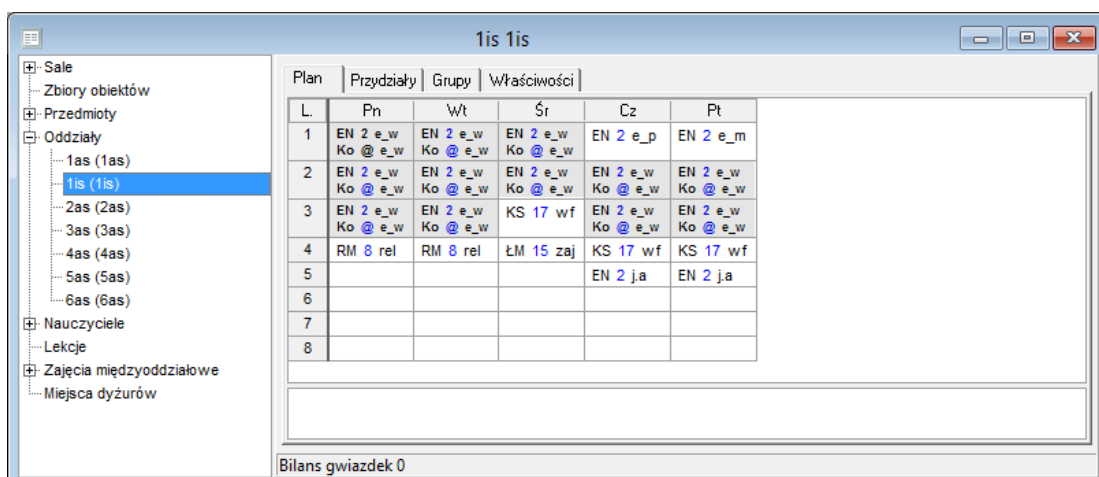 1is 1is
Sale
Zbiory obiektów
Przedmioty
Oddziały
1as (1as)
1is (1is)
2as (2as)
3as (3as)
4as (4as)
5as (5as)
6as (6as)
Nauczyciele
Lekcje
Zajęcia międzyoddziałowe
Miejsca dyżurów
Plan Przydziały Grupy Właściwości
L. Pn Wt Śr Cz Pt
1 EN 2 e_w EN 2 e_w EN 2 e_w EN 2 e_p EN 2 e_m
Ko @ e_w Ko @ e_w Ko @ e_w
2 EN 2 e_w EN 2 e_w EN 2 e_w EN 2 e_w EN 2 e_w
Ko @ e_w Ko @ e_w Ko @ e_w Ko @ e_w Ko @ e_w
3 EN 2 e_w EN 2 e_w KS 17 wf EN 2 e_w EN 2 e_w
Ko @ e_w Ko @ e_w Ko @ e_w Ko @ e_w
4 RM 8 rel RM 8 rel ŁM 15 zaj KS 17 wf KS 17 wf
5 EN 2 j.a EN 2 j.a
6
7
8
Bilans gwiazdek 0